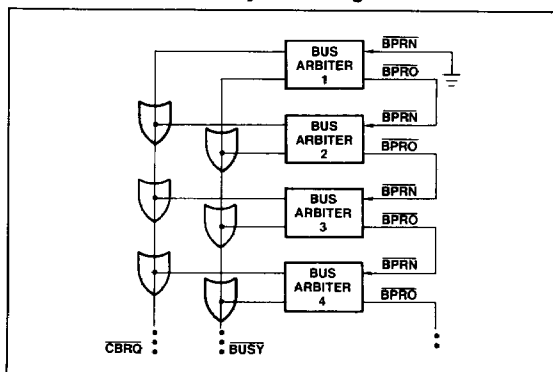 BUS ARBITER 1
BPRN
BPRO
BUS ARBITER 2
BPRN
BPRO
BUS ARBITER 3
BPRN
BPRO
BUS ARBITER 4
BPRN
BPRO
CBRQ
BUSY